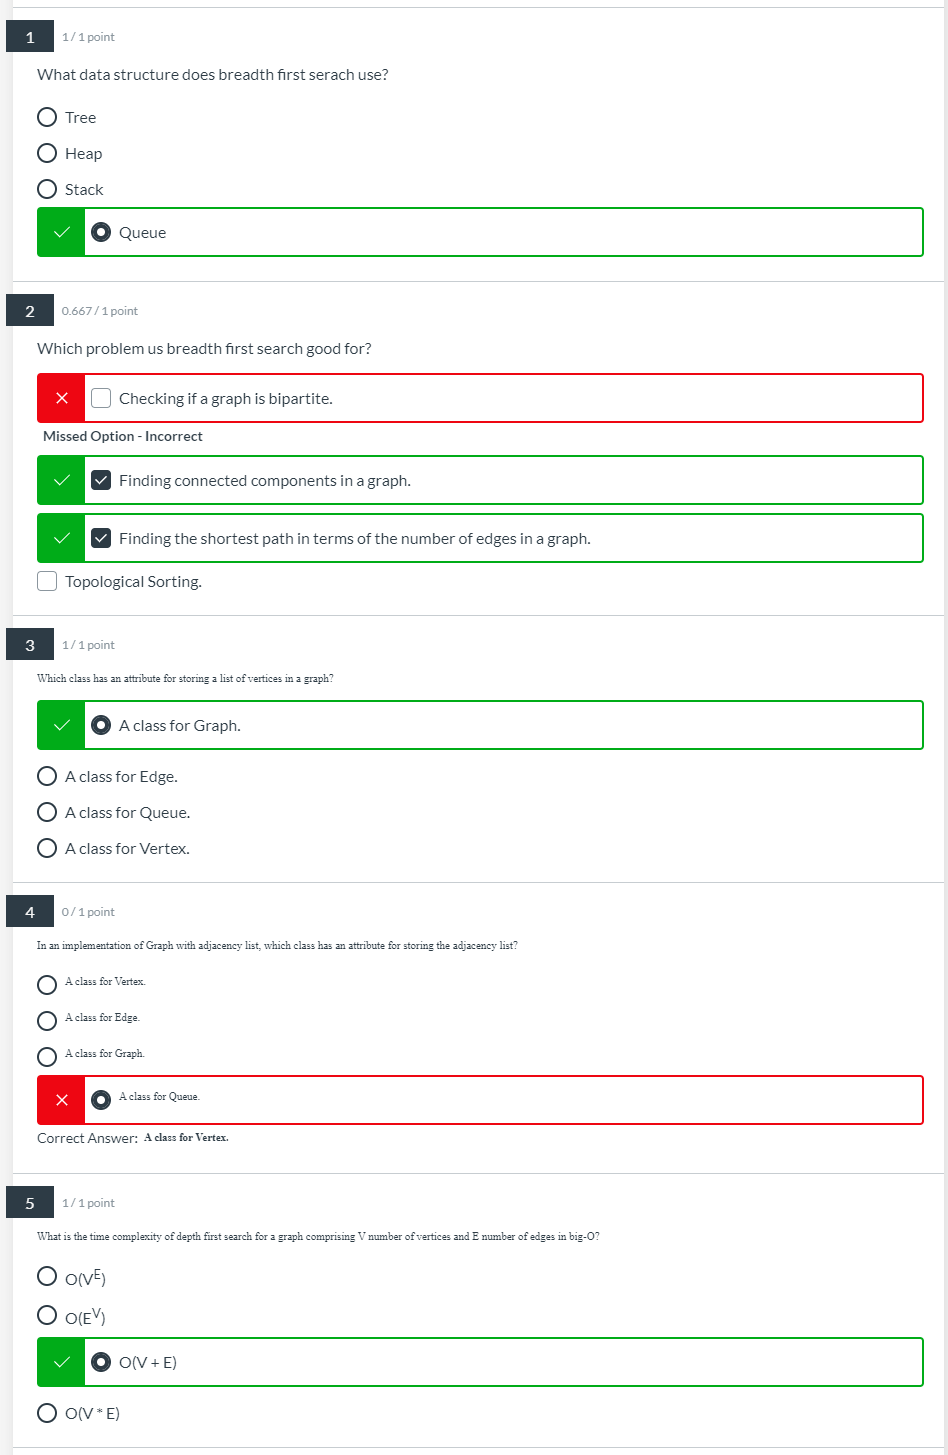 1
1 / 1 point
What data structure does breadth first serach use?
Tree
Heap
Stack
Queue
2
0.667 / 1 point
Which problem us breadth first search good for?
Checking if a graph is bipartite.
Missed Option - Incorrect
Finding connected components in a graph.
Finding the shortest path in terms of the number of edges in a graph.
Topological Sorting.
3
1 / 1 point
Which class has an attribute for storing a list of vertices in a graph?
A class for Graph.
A class for Edge.
A class for Queue.
A class for Vertex.
4
0 / 1 point
In an implementation of Graph with adjacency list, which class has an attribute for storing the adjacency list?
A class for Vertex.
A class for Edge.
A class for Graph.
A class for Queue.
Correct Answer: A class for Vertex.
5
1 / 1 point
What is the time complexity of depth first search for a graph comprising V number of vertices and E number of edges in big-O?
O(V^E)
O(E^V)
O(V + E)
O(V * E)